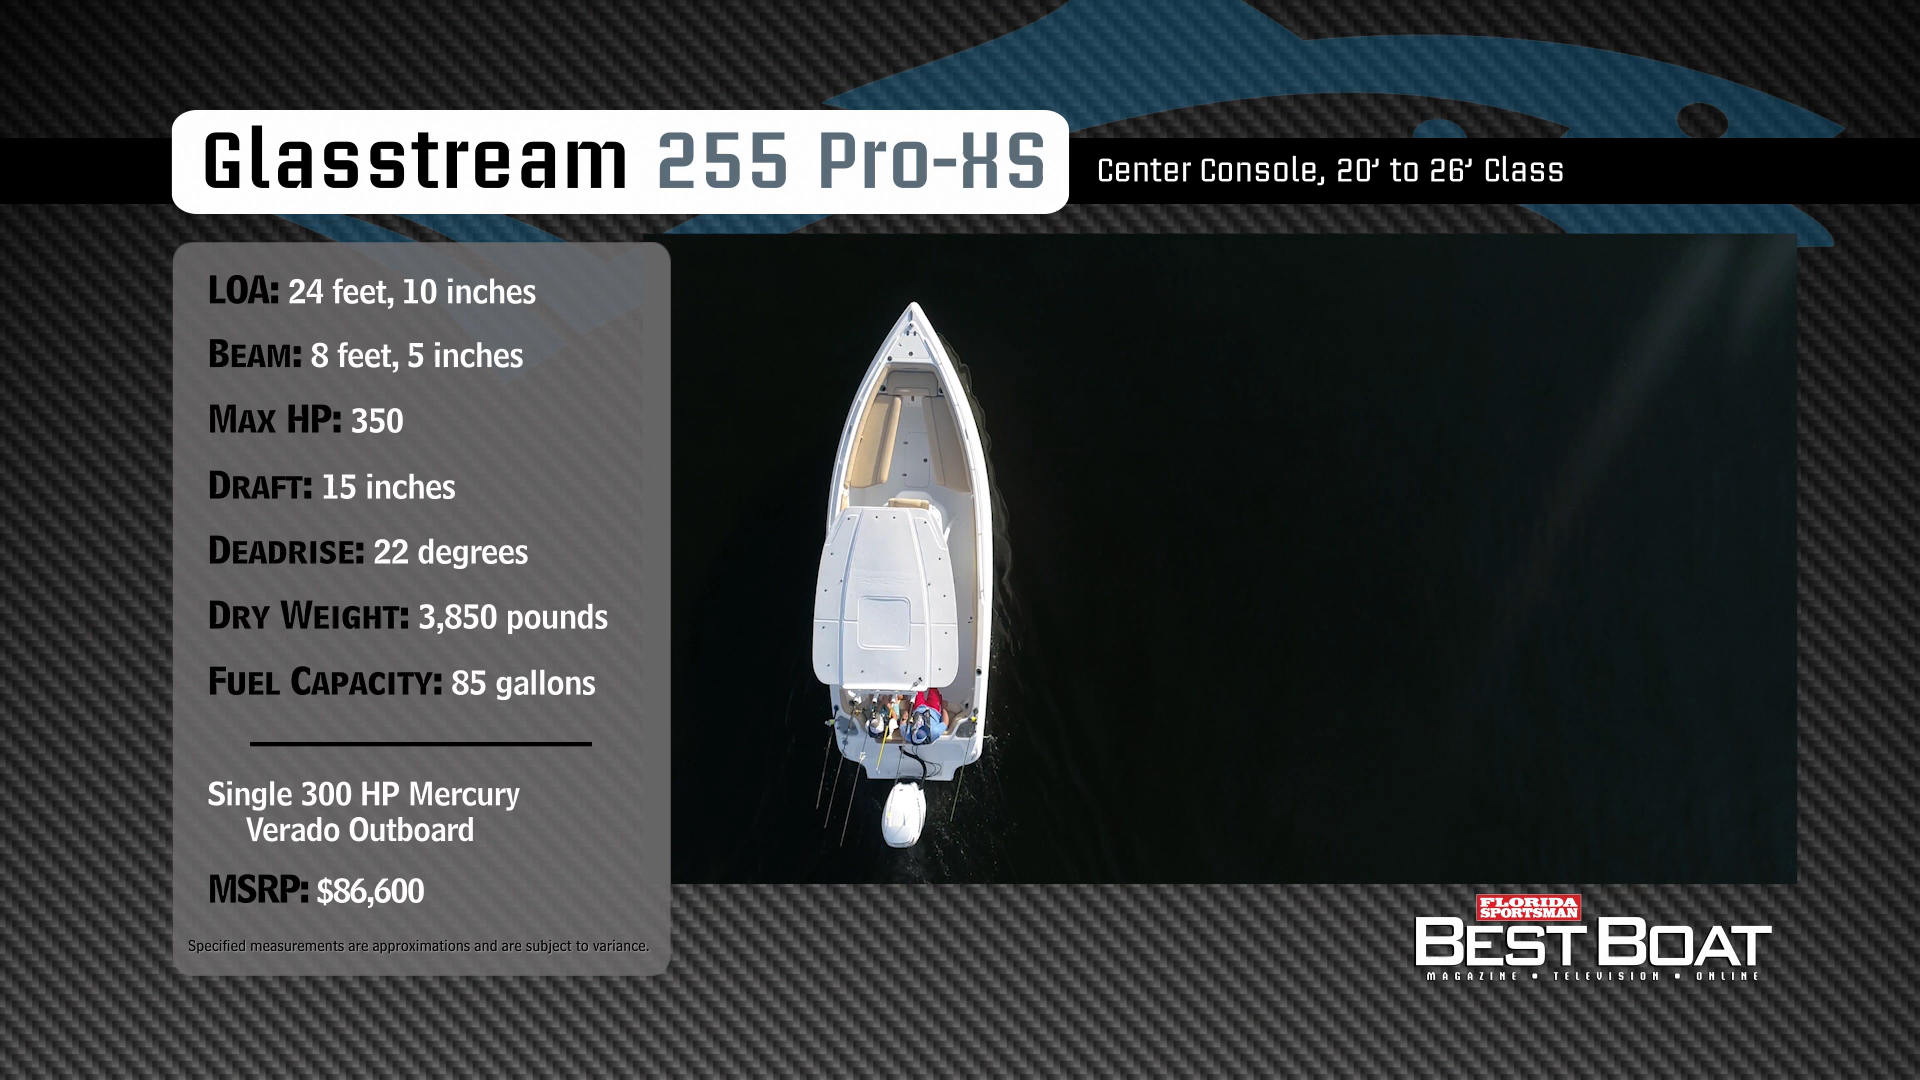 Glasstream 255 Pro-XS
Center Console, 20' to 26' Class
LOA: 24 feet, 10 inches
BEAM: 8 feet, 5 inches
MAX HP: 350
DRAFT: 15 inches
DEADRISE: 22 degrees
DRY WEIGHT: 3,850 pounds
FUEL CAPACITY: 85 gallons
Single 300 HP Mercury
Verado Outboard
MSRP: $86,600
Specified measurements are approximations and are subject to variance.
FLORIDA
SPORTSMAN
BEST BOAT
MAGAZINE • TELEVISION • ONLINE